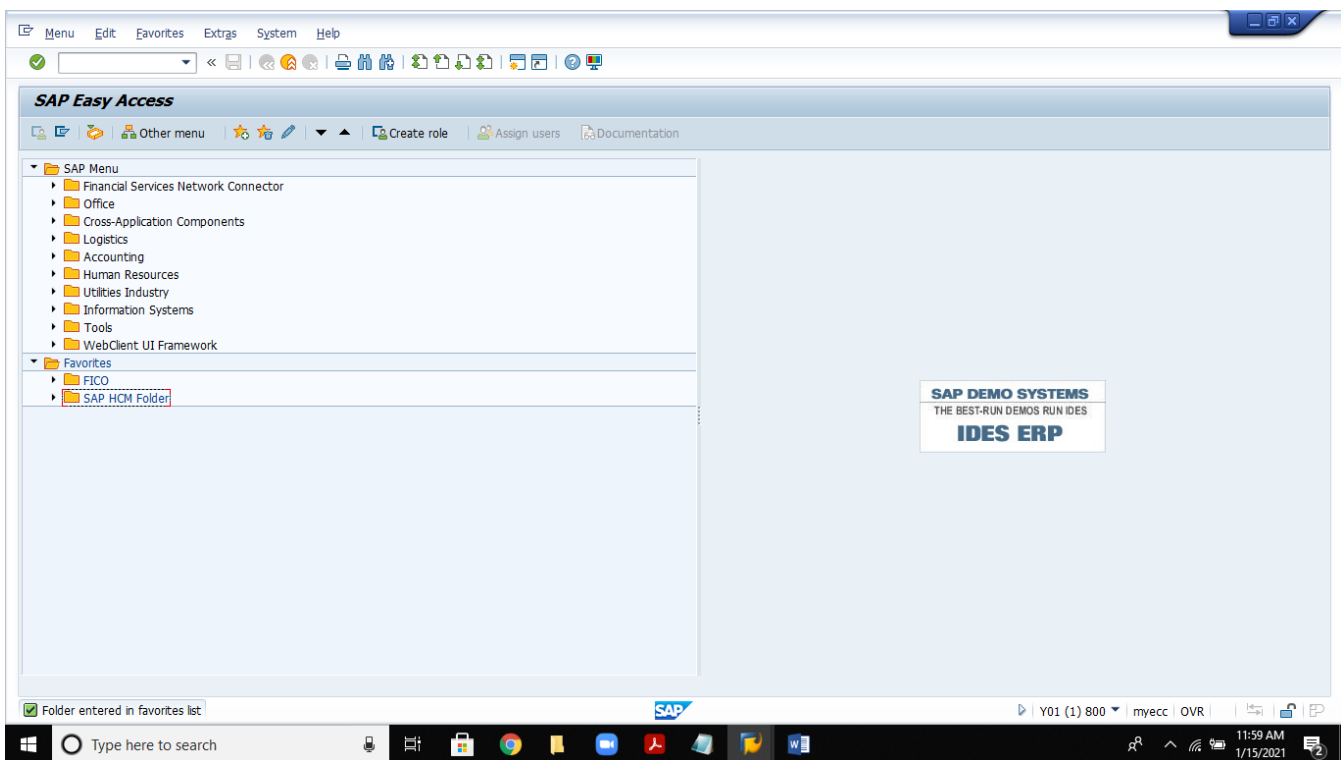 Menu Edit Favorites Extras System Help
SAP Easy Access
Other menu Create role Assign users Documentation
SAP Menu
Financial Services Network Connector
Office
Cross-Application Components
Logistics
Accounting
Human Resources
Utilities Industry
Information Systems
Tools
WebClient UI Framework
Favorites
FICO
SAP HCM Folder
SAP DEMO SYSTEMS
THE BEST-RUN DEMOS RUN IDES
IDES ERP
Folder entered in favorites list SAP Y01 (1) 800 myecc OVR
Type here to search 11:59 AM
1/15/2021 2